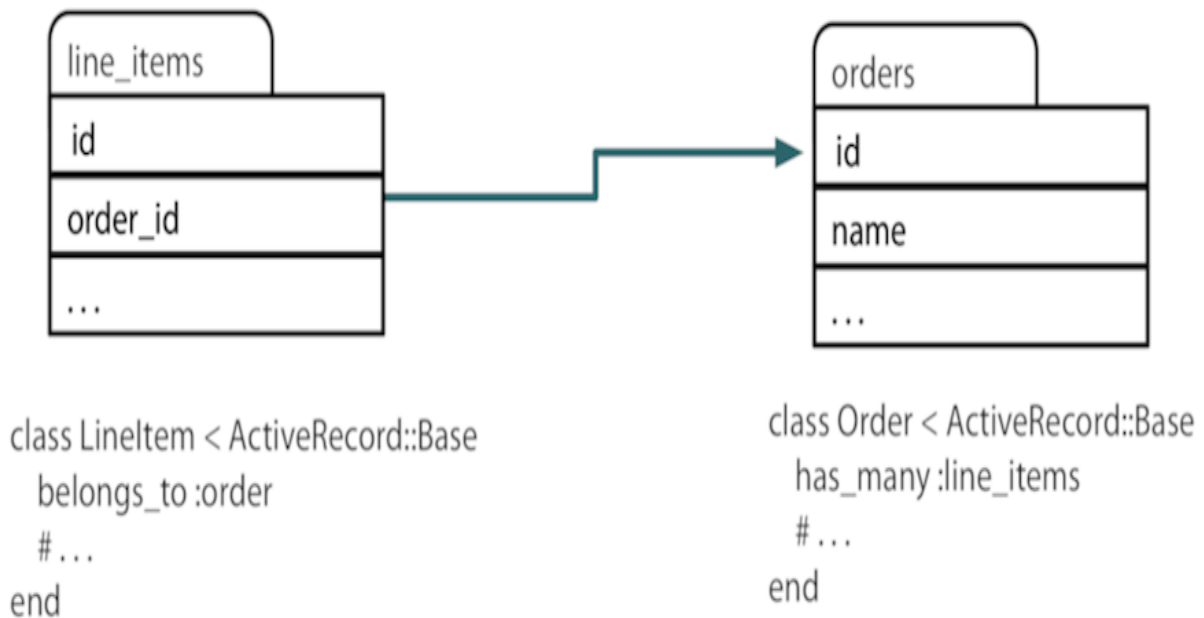 line_items
id
order_id
...
orders
id
name
...
class LineItem < ActiveRecord::Base
belongs_to :order
# ...
end
class Order < ActiveRecord::Base
has_many :line_items
# ...
end